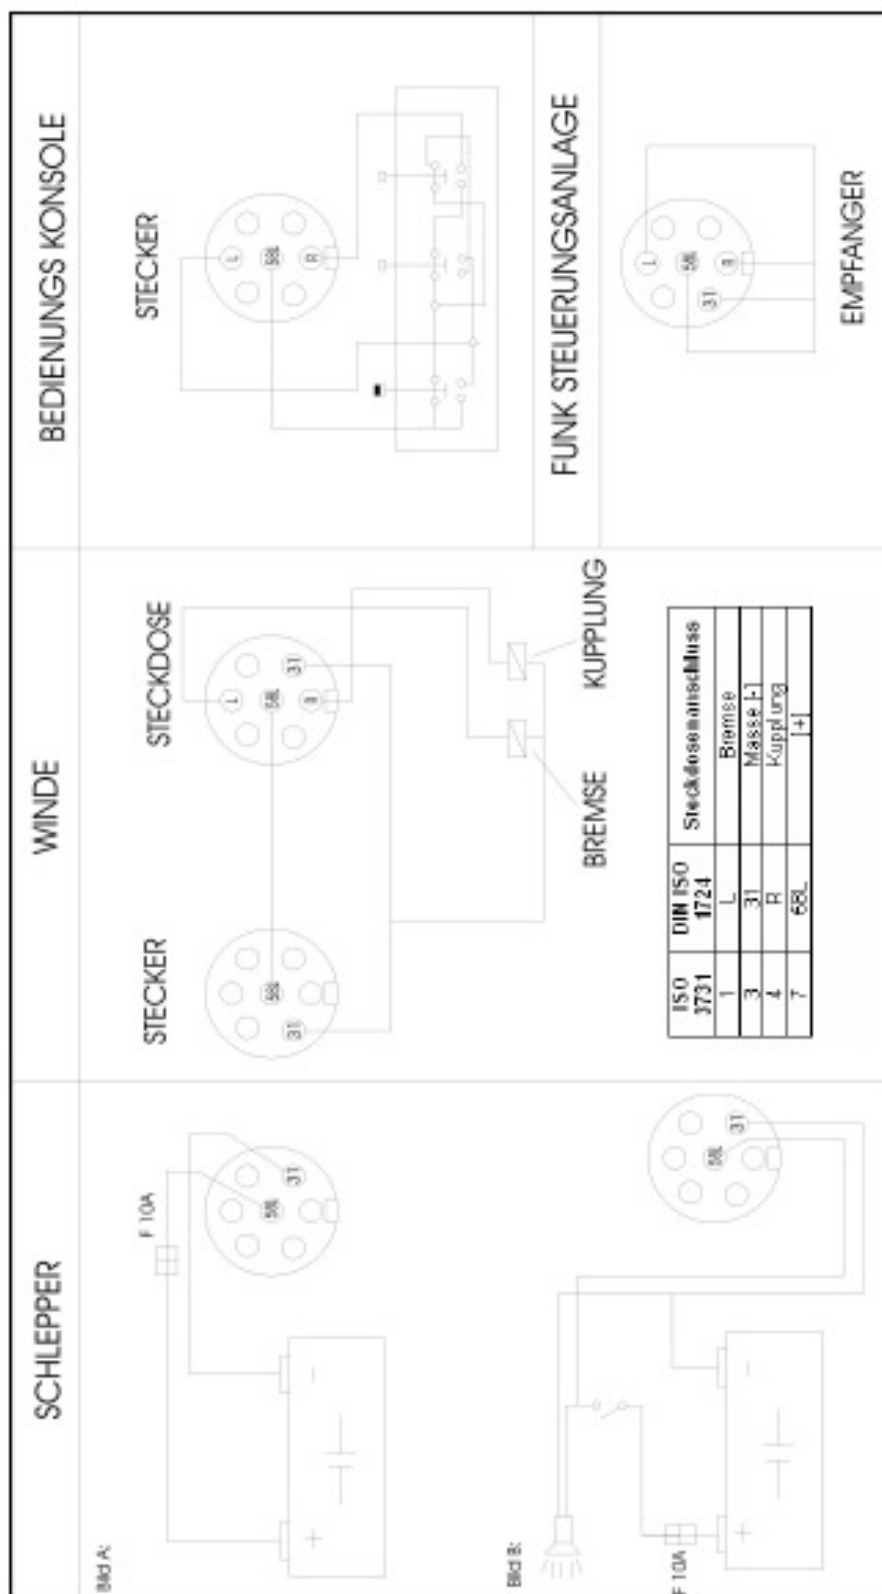 SCHLEPPER
Bild A:
F 10A
+
-
58L
31
Bild B:
F 10A
+
-
58L
31
WINDE
STECKER
31
58L
STECKDOSE
L
58L
R
31
BREMSE
KUPPLUNG
ISO 3731 DIN ISO 1724 Steckdosenanschluss
1 L Bremse
3 31 Masse [-]
4 R Kupplung
7 58L [+]
BEDIENUNGS KONSOLE
STECKER
L
58L
R
FUNK STEUERUNGSANLAGE
L
58L
R
31
EMPFANGER